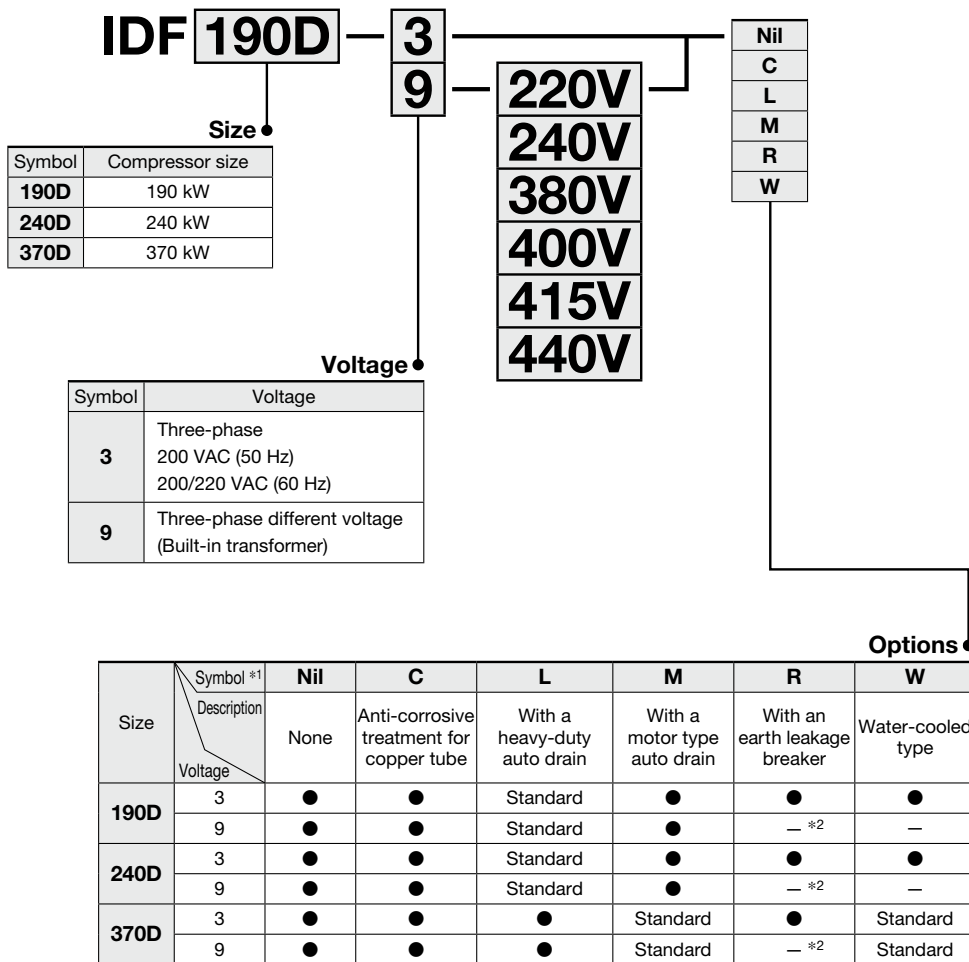 IDF 190D — 3
9 — 220V
240V
380V
400V
415V
440V
Nil
C
L
M
R
W
Size
Symbol Compressor size
190D 190 kW
240D 240 kW
370D 370 kW
Voltage
Symbol Voltage
3 Three-phase
200 VAC (50 Hz)
200/220 VAC (60 Hz)
9 Three-phase different voltage
(Built-in transformer)
Options
Size Symbol *1 Description Voltage Nil C L M R W
None Anti-corrosive treatment for copper tube With a heavy-duty auto drain With a motor type auto drain With an earth leakage breaker Water-cooled type
190D 3 ● ● Standard ● ● ●
9 ● ● Standard ● — *2 —
240D 3 ● ● Standard ● ● ●
9 ● ● Standard ● — *2 —
370D 3 ● ● ● Standard ● Standard
9 ● ● ● Standard — *2 Standard